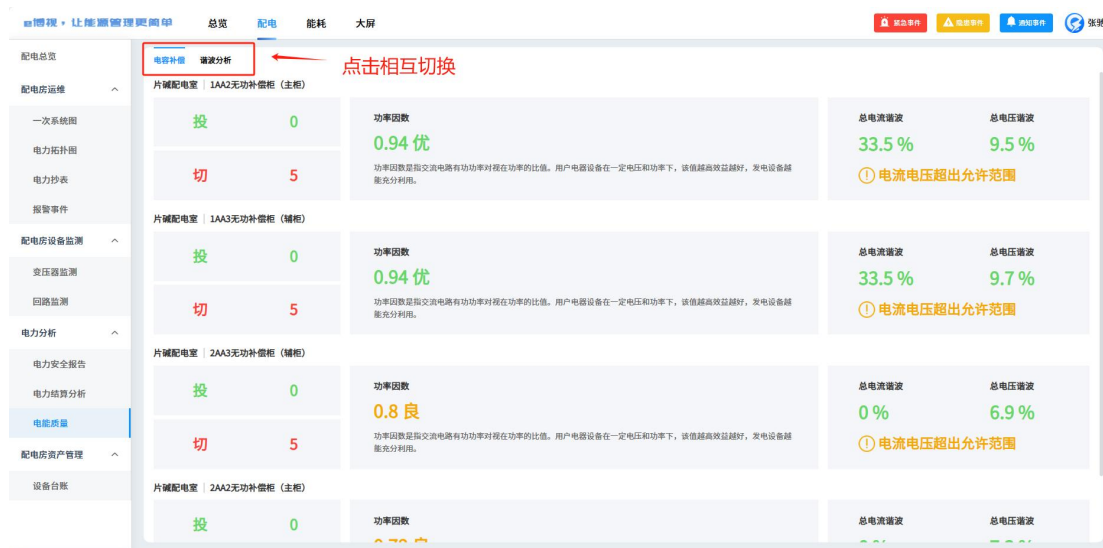 e博视·让能源管理更简单
总览
配电
能耗
大屏
紧急事件
隐患事件
通知事件
配电总览
电容补偿
谐波分析
点击相互切换
配电房运维
一次系统图
电力拓扑图
电力抄表
报警事件
配电房设备监测
变压器监测
回路监测
电力分析
电力安全报告
电力结算分析
电能质量
配电房资产管理
设备台账
片碱配电室 | 1AA2无功补偿柜（主柜）
投 0
切 5
功率因数
0.94 优
功率因数是指交流电路有功功率对视在功率的比值。用户电器设备在一定电压和功率下，该值越高效益越好，发电设备越
能充分利用。
总电流谐波 总电压谐波
33.5 % 9.5 %
电流电压超出允许范围
片碱配电室 | 1AA3无功补偿柜（辅柜）
投 0
切 5
功率因数
0.94 优
功率因数是指交流电路有功功率对视在功率的比值。用户电器设备在一定电压和功率下，该值越高效益越好，发电设备越
能充分利用。
总电流谐波 总电压谐波
33.5 % 9.7 %
电流电压超出允许范围
片碱配电室 | 2AA3无功补偿柜（辅柜）
投 0
切 5
功率因数
0.8 良
功率因数是指交流电路有功功率对视在功率的比值。用户电器设备在一定电压和功率下，该值越高效益越好，发电设备越
能充分利用。
总电流谐波 总电压谐波
0 % 6.9 %
电流电压超出允许范围
片碱配电室 | 2AA2无功补偿柜（主柜）
投 0
功率因数
总电流谐波 总电压谐波